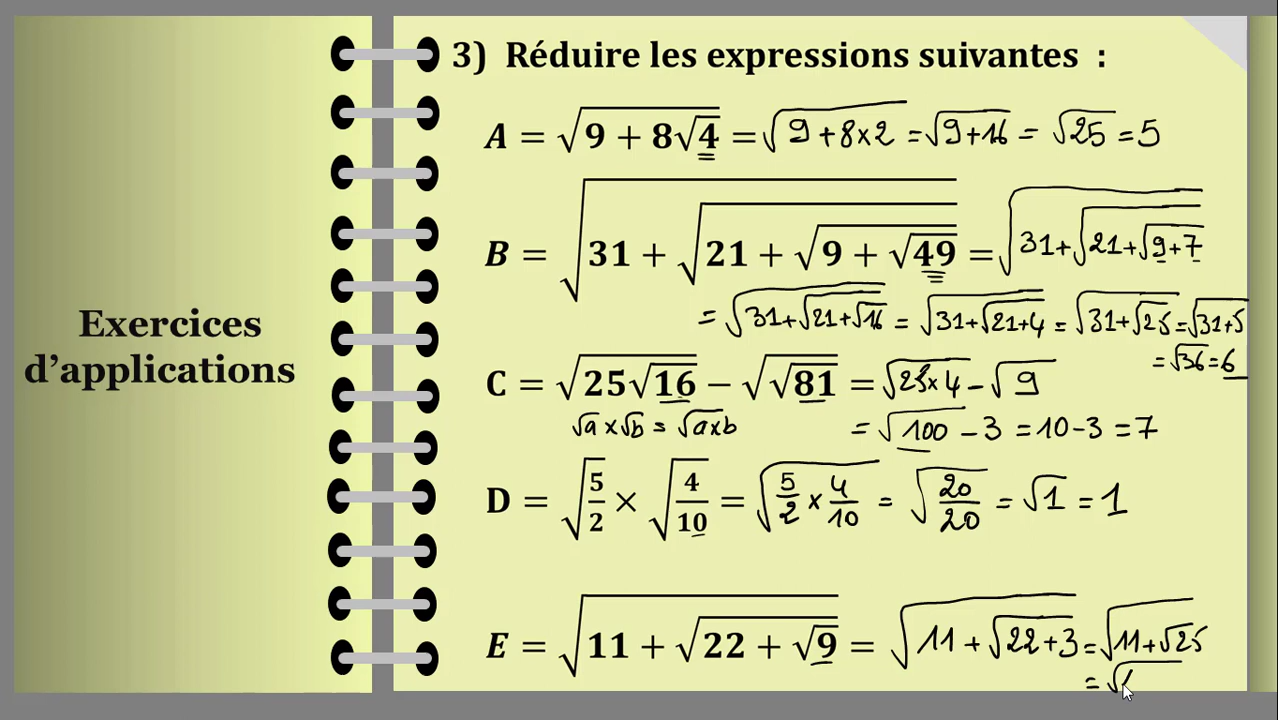 3) Réduire les expressions suivantes :
A = √(9 + 8√4) = √(9+8×2) = √(9+16) = √25 = 5
B = √(31 + √(21 + √(9 + √49))) = √(31+√(21+√(9+7)))
= √(31+√(21+√16)) = √(31+√(21+4)) = √(31+√25) = √(31+5)
= √36 = 6
Exercices
d’applications
C = √(25√16) − √(√81) = √(25×4) − √9
√a × √b = √(a×b)
= √100 − 3 = 10 − 3 = 7
D = √(5/2) × √(4/10) = √(5/2 × 4/10) = √(20/20) = √1 = 1
E = √(11 + √(22 + √9)) = √(11 + √(22+3)) = √(11+√25)
= √